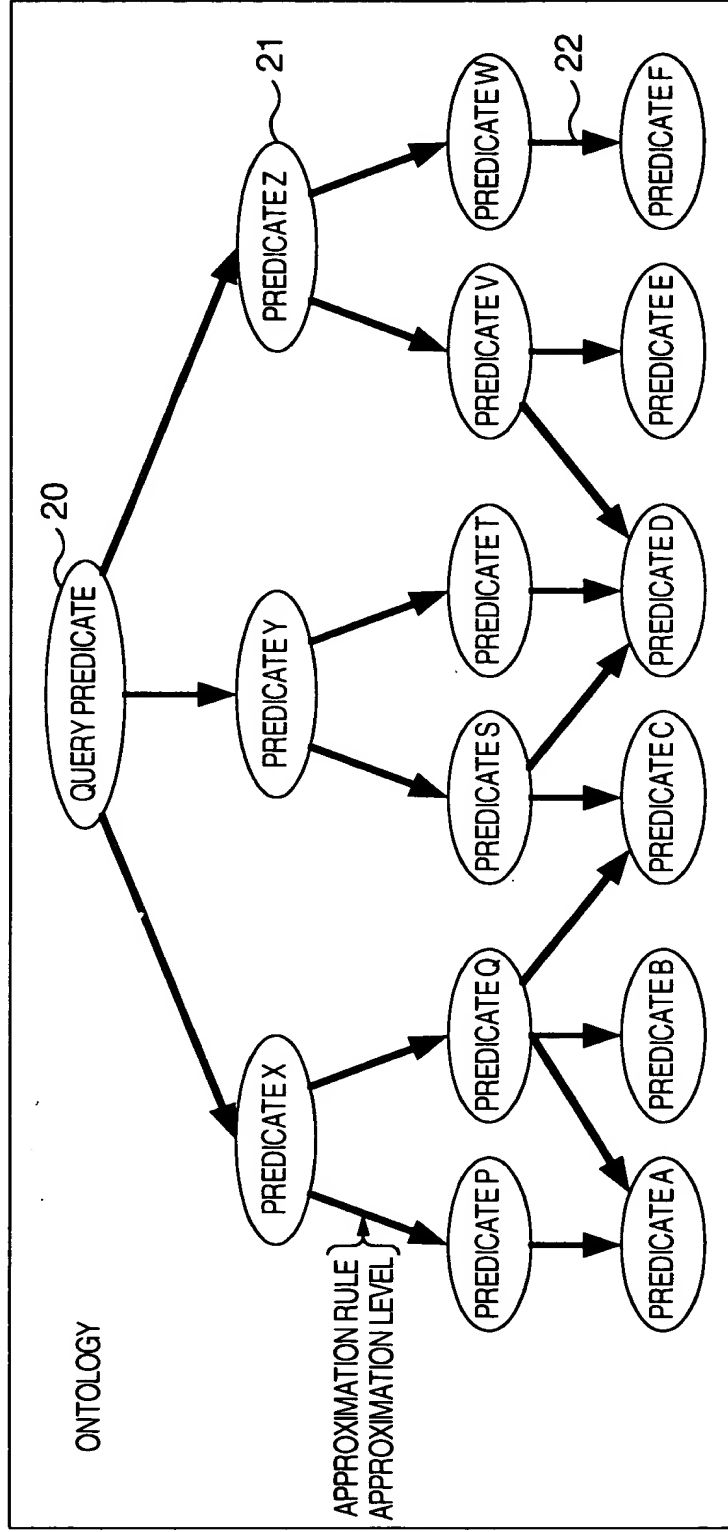 ONTOLOGY
QUERY PREDICATE
20
PREDICATE X
PREDICATE Y
PREDICATE Z
21
APPROXIMATION RULE
APPROXIMATION LEVEL
PREDICATE P
PREDICATE Q
PREDICATE S
PREDICATE T
PREDICATE V
PREDICATE W
22
PREDICATE A
PREDICATE B
PREDICATE C
PREDICATE D
PREDICATE E
PREDICATE F